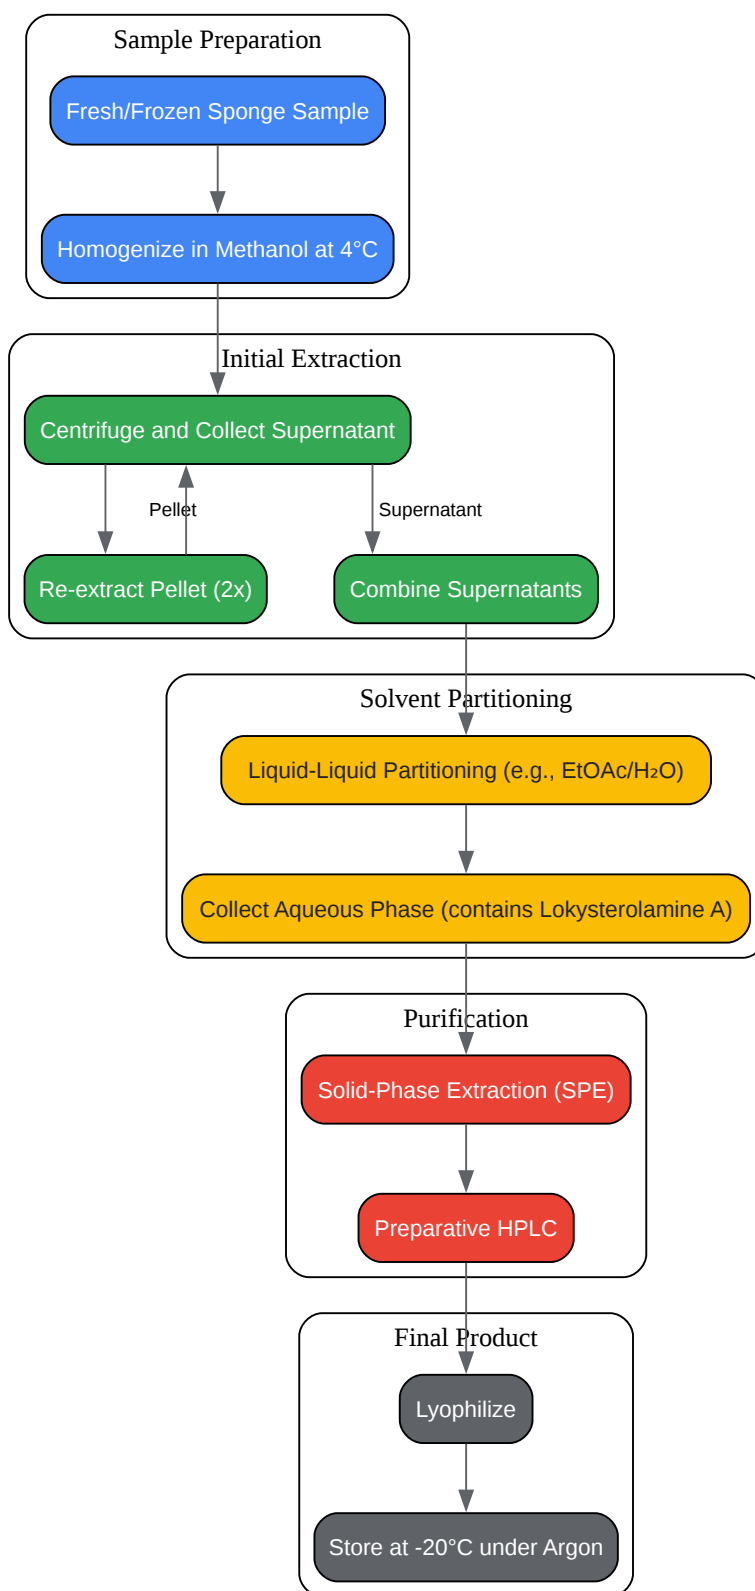 Sample Preparation
Fresh/Frozen Sponge Sample
Homogenize in Methanol at 4°C
Initial Extraction
Centrifuge and Collect Supernatant
Pellet
Supernatant
Re-extract Pellet (2x)
Combine Supernatants
Solvent Partitioning
Liquid-Liquid Partitioning (e.g., EtOAc/H₂O)
Collect Aqueous Phase (contains Lokysterolamine A)
Purification
Solid-Phase Extraction (SPE)
Preparative HPLC
Final Product
Lyophilize
Store at -20°C under Argon